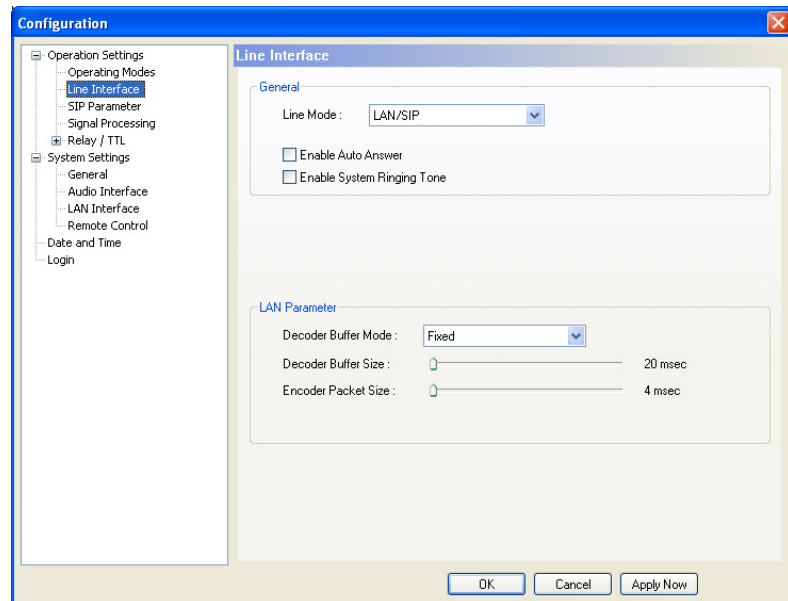 Configuration
Operation Settings
Operating Modes
Line Interface
SIP Parameter
Signal Processing
Relay / TTL
System Settings
General
Audio Interface
LAN Interface
Remote Control
Date and Time
Login
Line Interface
General
Line Mode : LAN/SIP
Enable Auto Answer
Enable System Ringing Tone
LAN Parameter
Decoder Buffer Mode : Fixed
Decoder Buffer Size : 20 msec
Encoder Packet Size : 4 msec
OK Cancel Apply Now